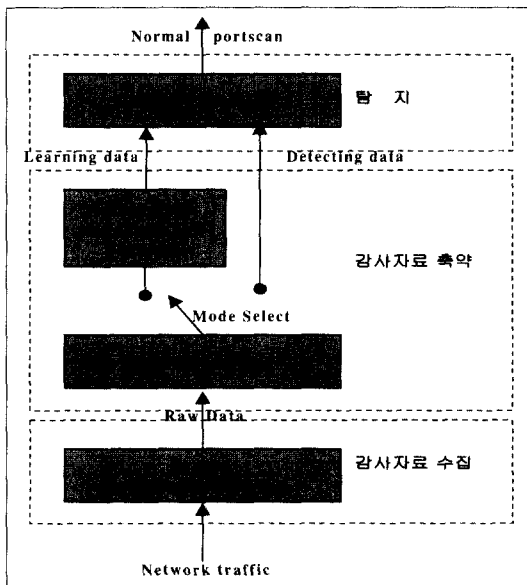 Normal portscan
탐 지
Learning data Detecting data
감사자료 축약
Mode Select
Raw Data
감사자료 수집
Network traffic